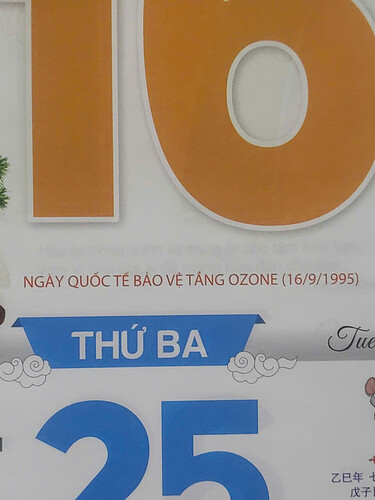 16
NGÀY QUỐC TẾ BẢO VỆ TẦNG OZONE (16/9/1995)
THỨ BA
Tue
25
乙巳年 七
戊子